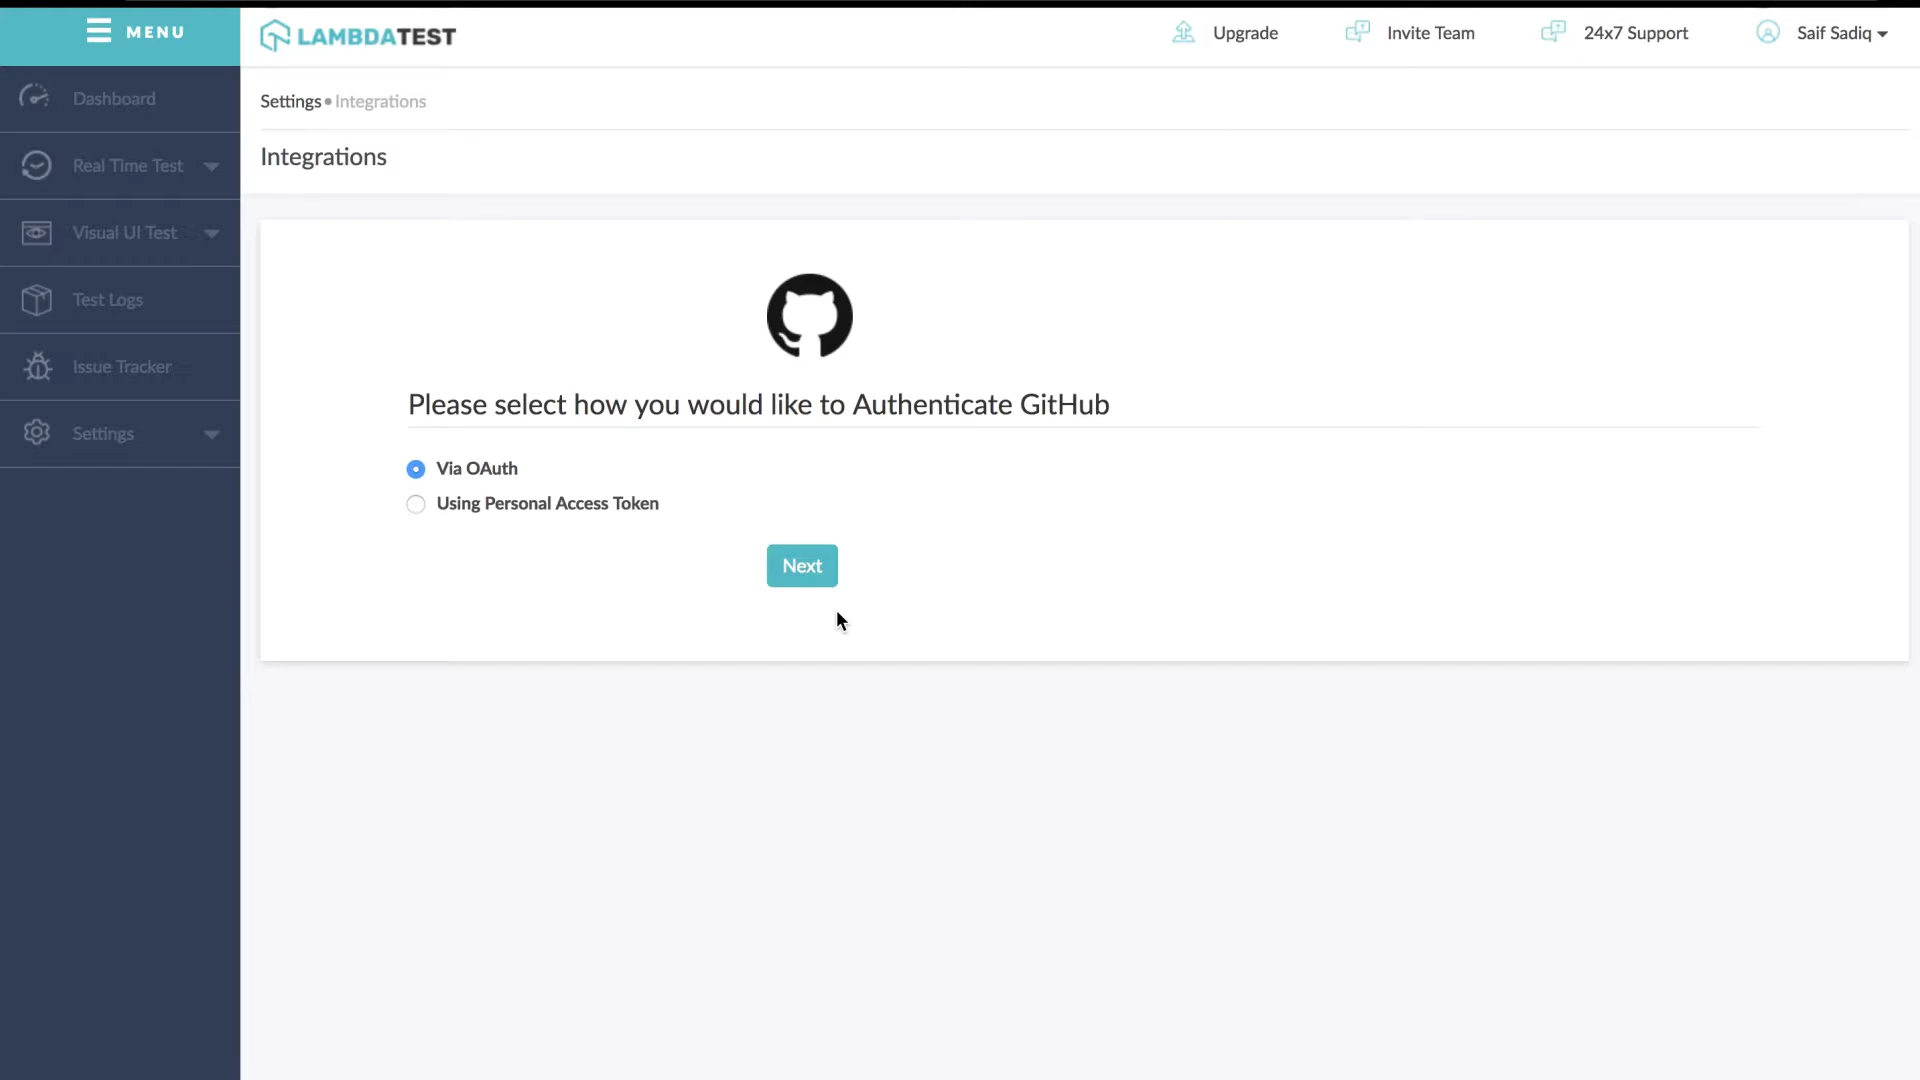 MENU
LAMBDATEST
Upgrade
Invite Team
24x7 Support
Saif Sadiq
Dashboard
Real Time Test
Visual UI Test
Test Logs
Issue Tracker
Settings
Settings • Integrations
Integrations
Please select how you would like to Authenticate GitHub
Via OAuth
Using Personal Access Token
Next